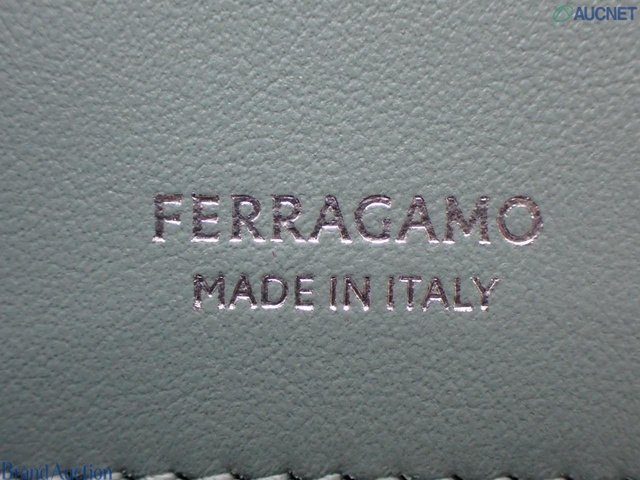 AUCNET
FERRAGAMO
MADE IN ITALY
Brand Auction